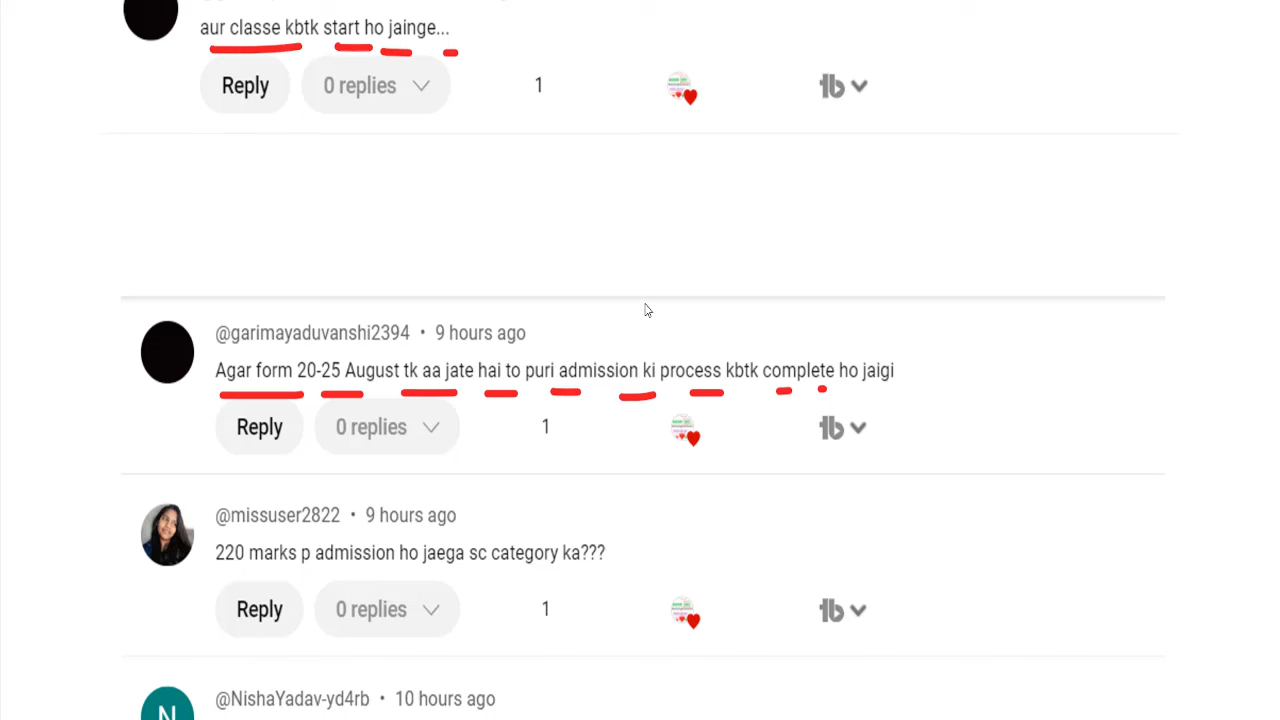 aur classe kbtk start ho jainge...
Reply 0 replies 1
@garimayaduvanshi2394 • 9 hours ago
Agar form 20-25 August tk aa jate hai to puri admission ki process kbtk complete ho jaigi
Reply 0 replies 1
@missuser2822 • 9 hours ago
220 marks p admission ho jaega sc category ka???
Reply 0 replies 1
@NishaYadav-yd4rb • 10 hours ago
N